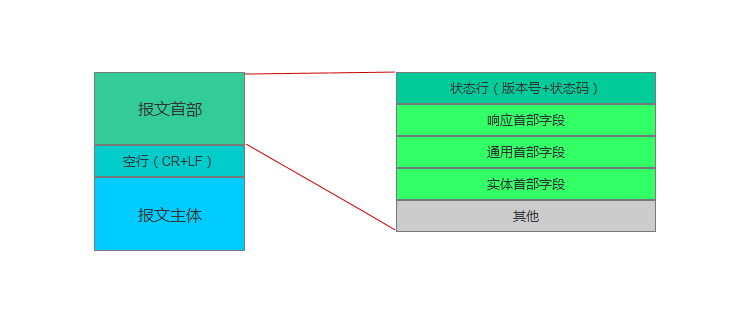 报文首部
空行（CR+LF）
报文主体
状态行（版本号+状态码）
响应首部字段
通用首部字段
实体首部字段
其他